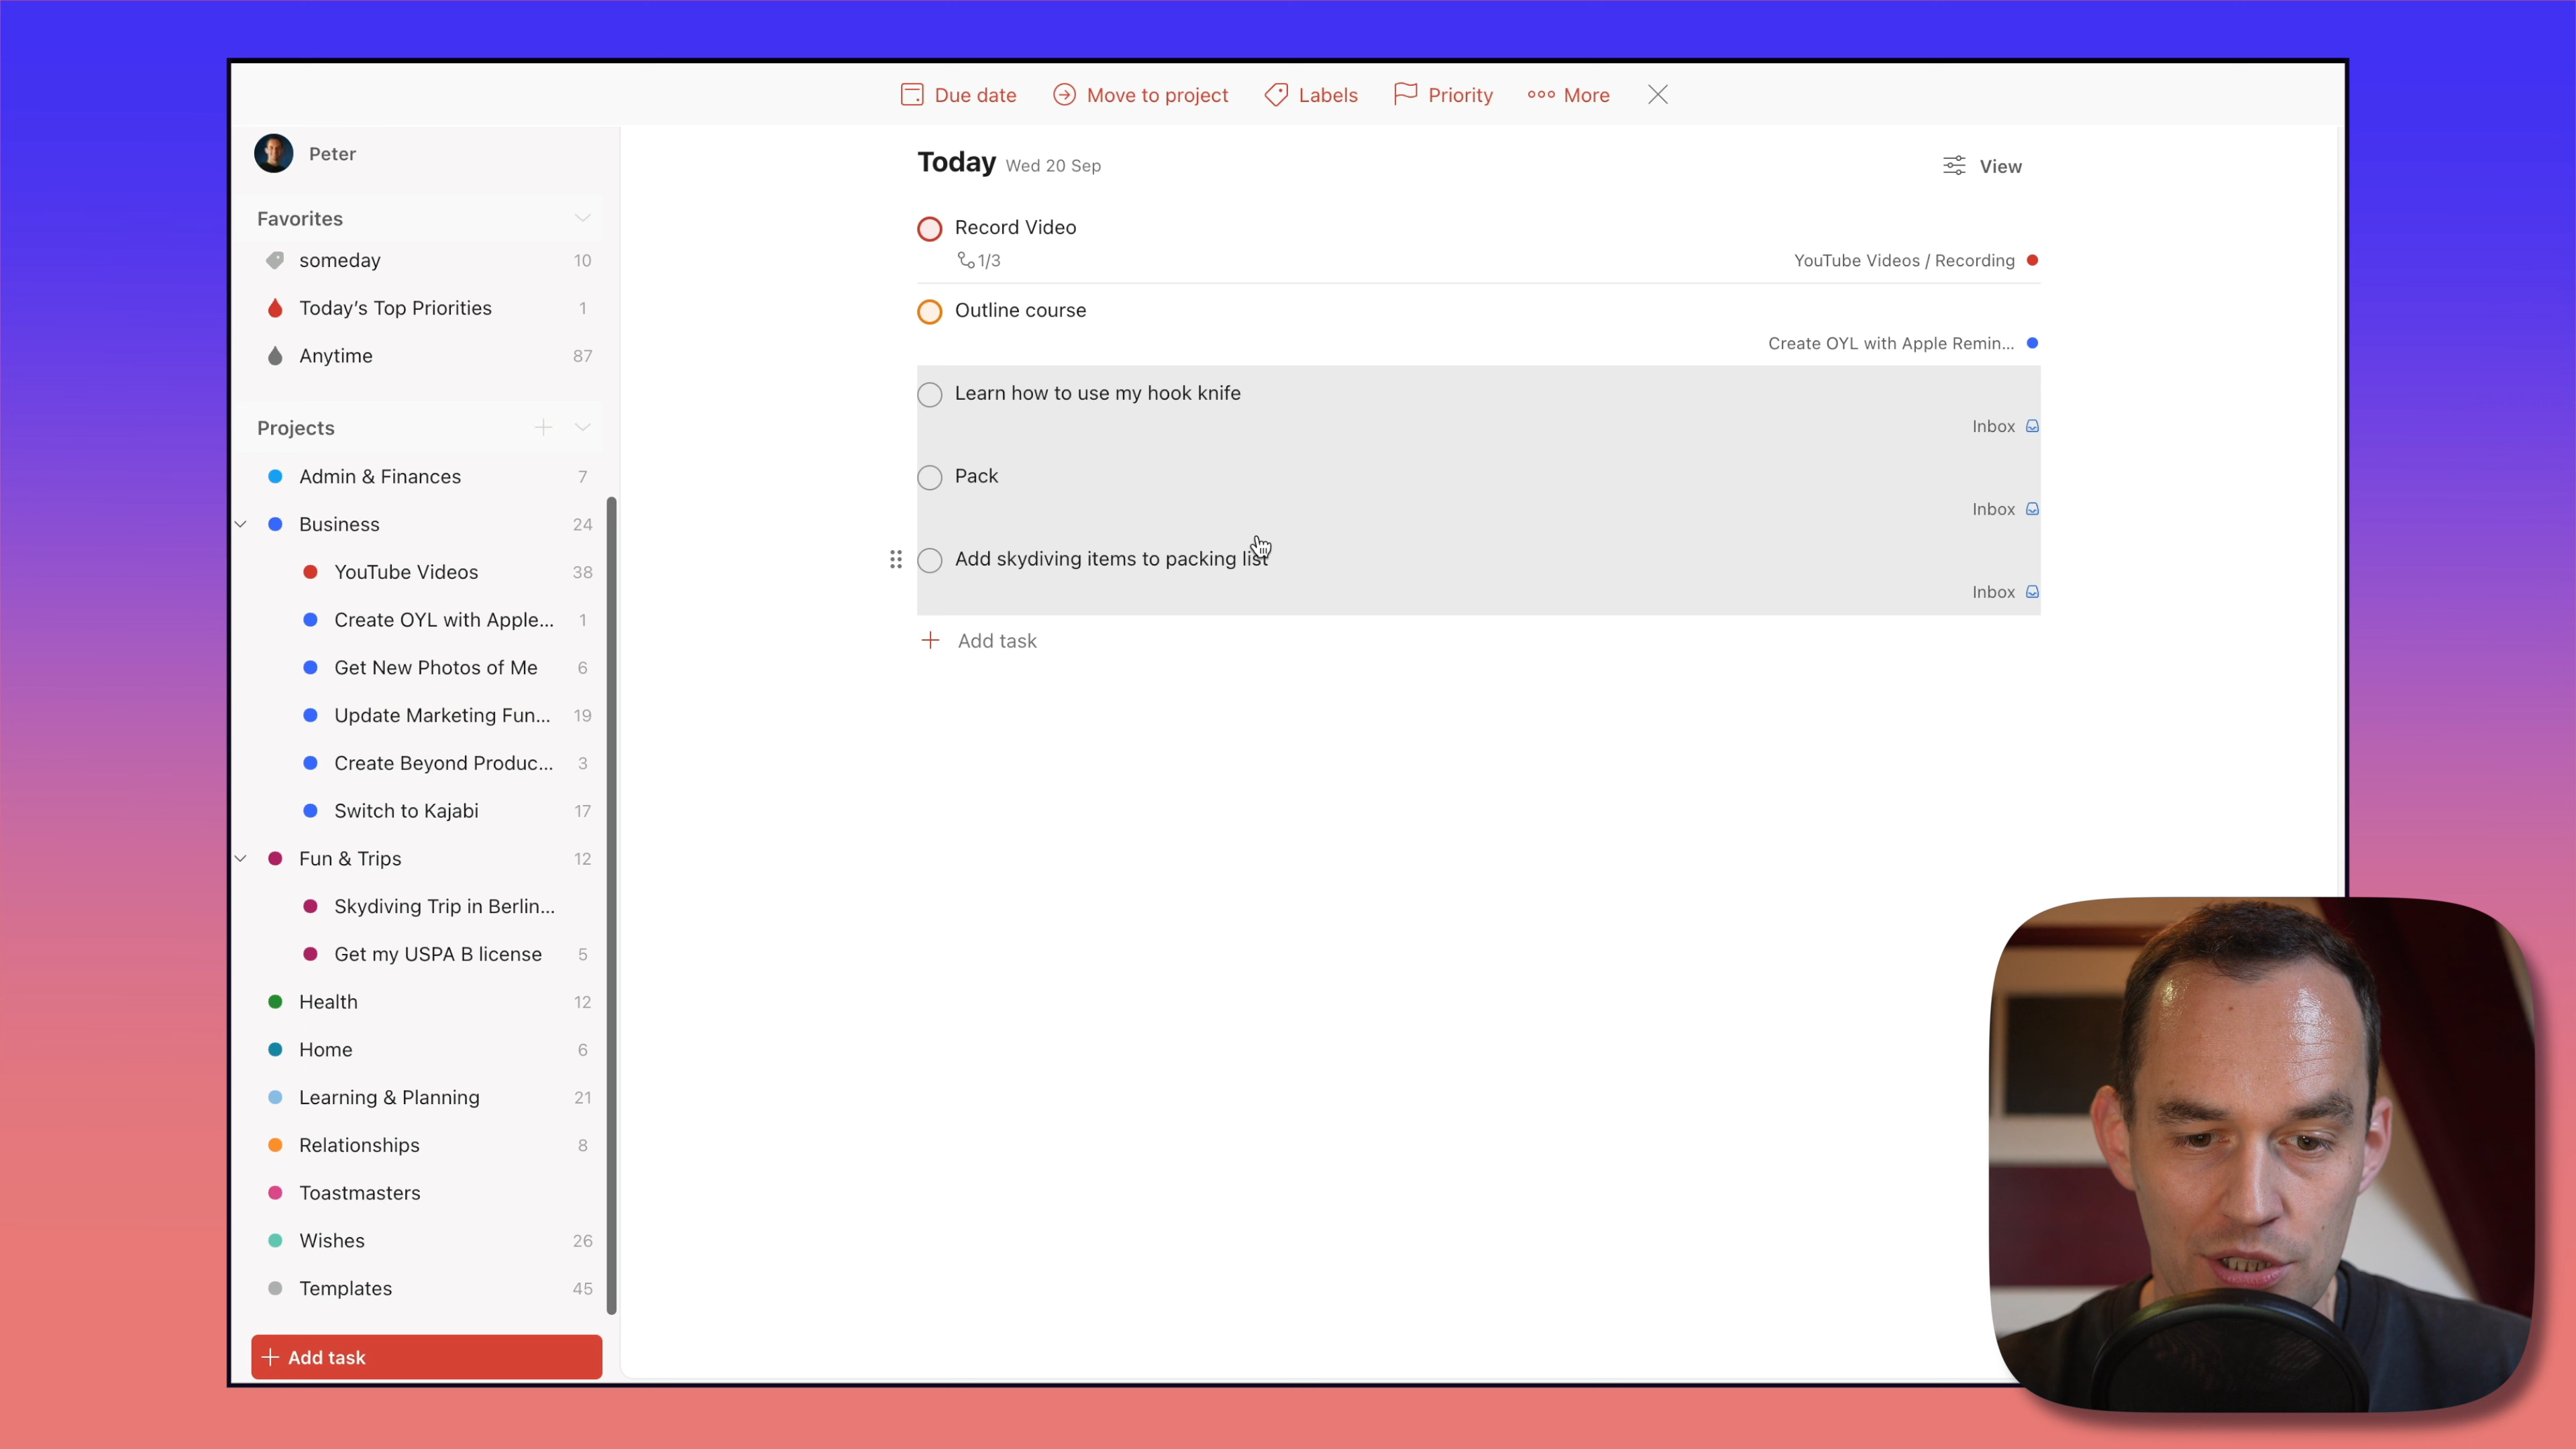 Due date Move to project Labels Priority More
Peter
Favorites
someday 10
Today's Top Priorities 1
Anytime 87
Projects
Admin & Finances 7
Business 24
YouTube Videos 38
Create OYL with Apple... 1
Get New Photos of Me 6
Update Marketing Fun... 19
Create Beyond Produc... 3
Switch to Kajabi 17
Fun & Trips 12
Skydiving Trip in Berlin...
Get my USPA B license 5
Health 12
Home 6
Learning & Planning 21
Relationships 8
Toastmasters
Wishes 26
Templates 45
+ Add task
Today Wed 20 Sep View
Record Video
1/3 YouTube Videos / Recording
Outline course
Create OYL with Apple Remin...
Learn how to use my hook knife
Inbox
Pack
Inbox
Add skydiving items to packing list
Inbox
+ Add task